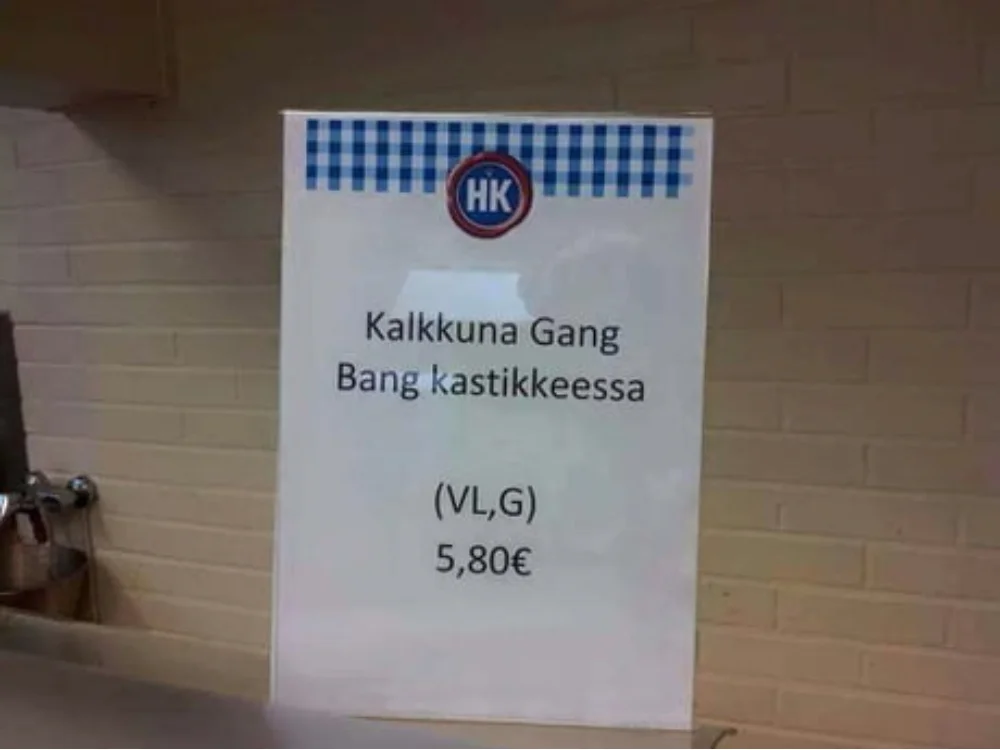 HK
Kalkkuna Gang
Bang kastikkeessa
(VL,G)
5,80€